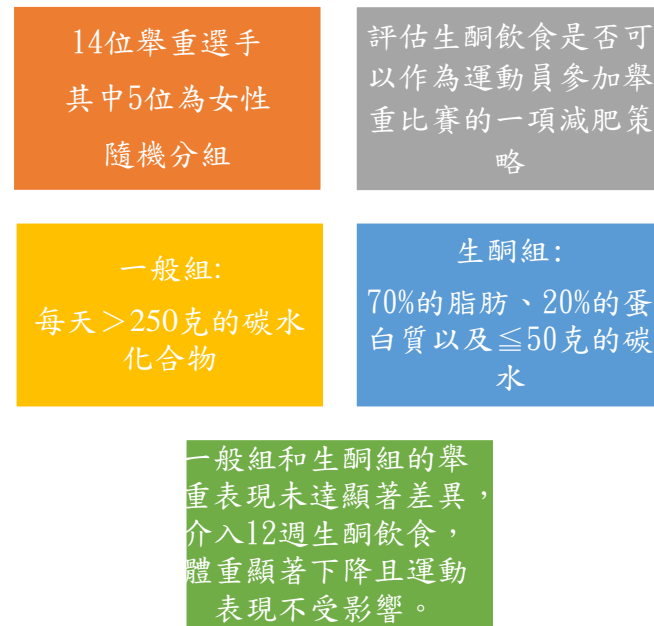 14位舉重選手
其中5位為女性
隨機分組
評估生酮飲食是否可
以作為運動員參加舉
重比賽的一項減肥策
略
一般組:
每天＞250克的碳水
化合物
生酮組:
70%的脂肪、20%的蛋
白質以及≦50克的碳
水
一般組和生酮組的舉
重表現未達顯著差異，
介入12週生酮飲食，
體重顯著下降且運動
表現不受影響。